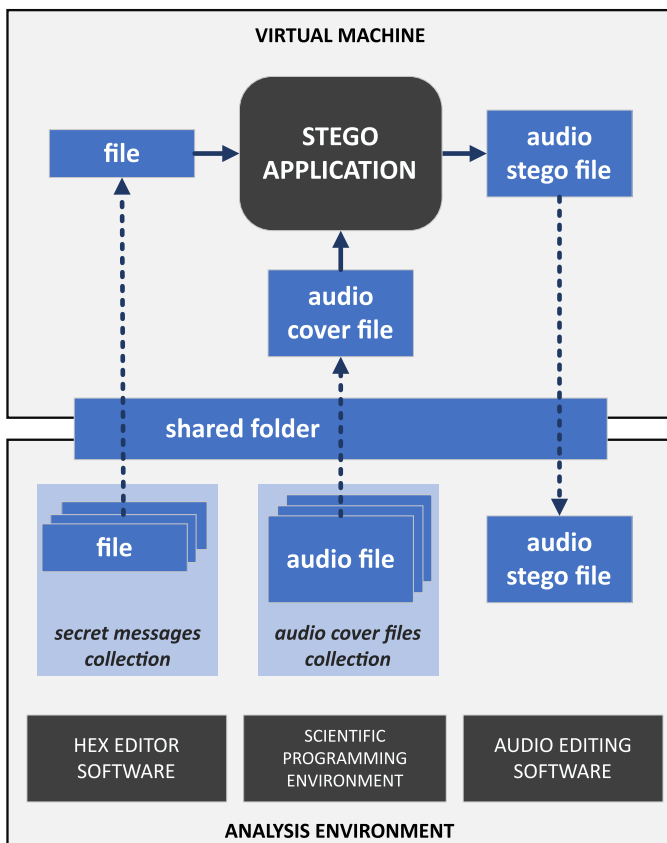 VIRTUAL MACHINE
file
STEGO
APPLICATION
audio
stego file
audio
cover file
shared folder
file
secret messages
collection
audio file
audio cover files
collection
audio
stego file
HEX EDITOR
SOFTWARE
SCIENTIFIC
PROGRAMMING
ENVIRONMENT
AUDIO EDITING
SOFTWARE
ANALYSIS ENVIRONMENT